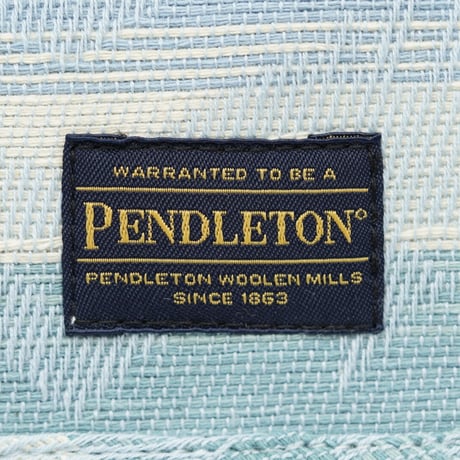 WARRANTED TO BE A
PENDLETON®
PENDLETON WOOLEN MILLS
SINCE 1863